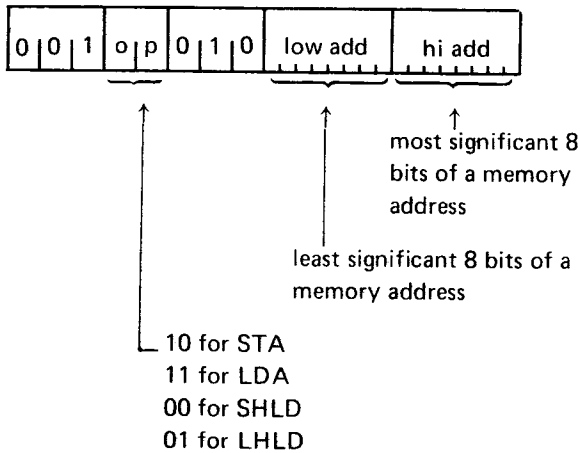 0 0 1 o p 0 1 0 low add hi add
most significant 8
bits of a memory
address
least significant 8 bits of a
memory address
10 for STA
11 for LDA
00 for SHLD
01 for LHLD